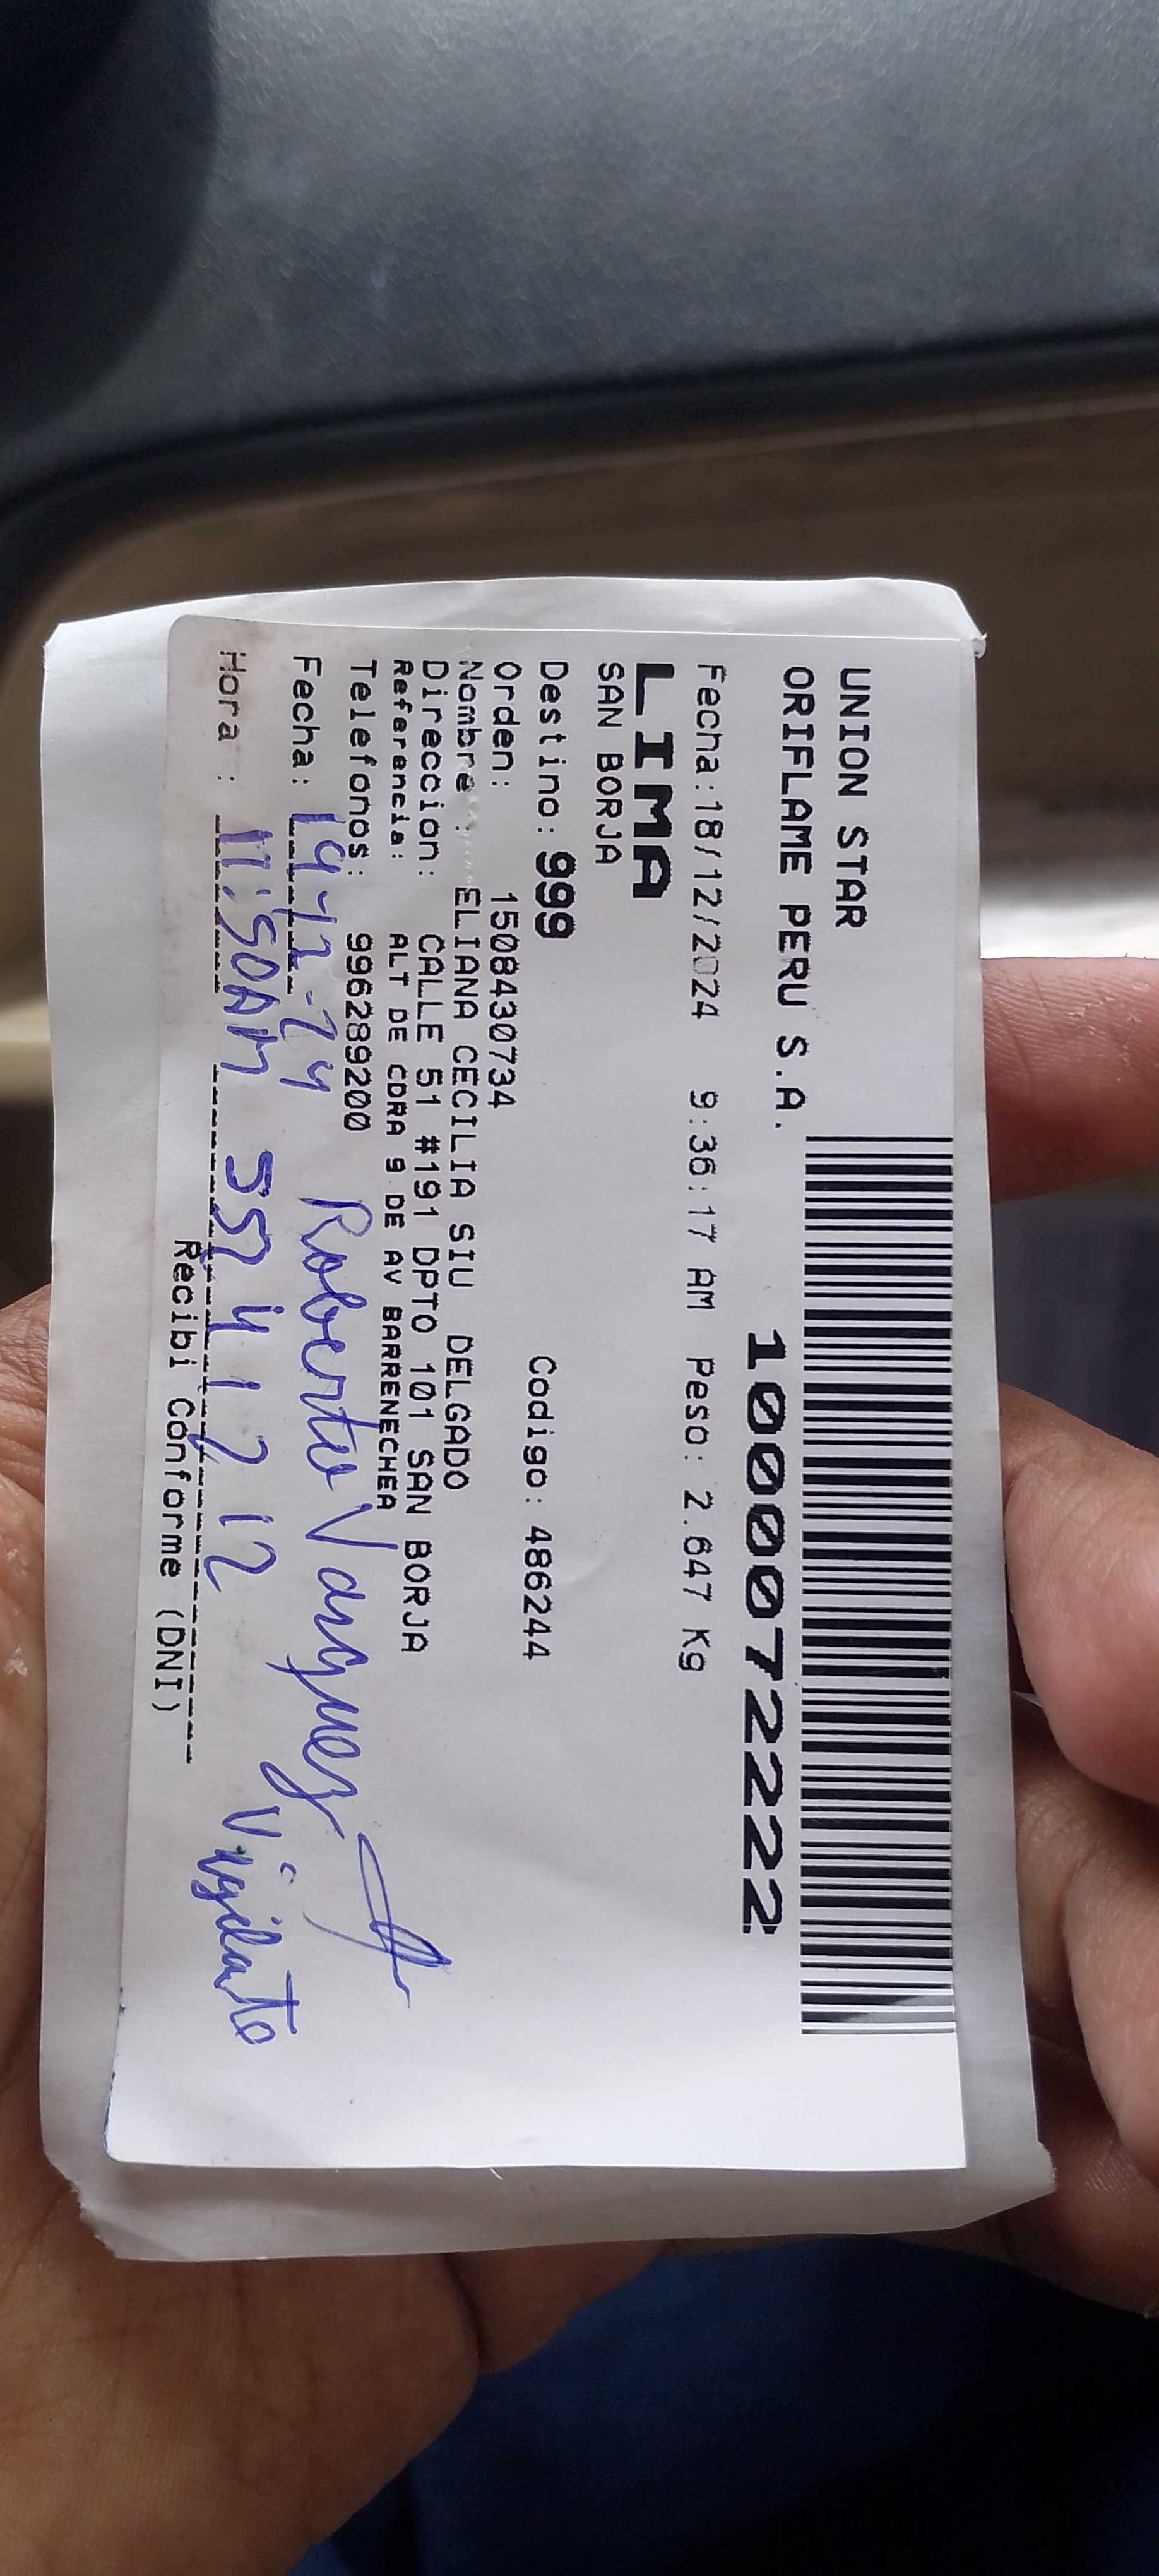 UNION STAR
ORIFLAME PERU S.A.
10000722222
Fecha:18/12/2024 9:36:17 AM Peso: 2.647 Kg
LIMA
SAN BORJA
Destino: 999 Codigo: 486244
Orden: 1508430734
Nombre : ELIANA CECILIA SIU DELGADO
Direccion: CALLE 51 #191 DPTO 101 SAN BORJA
Referencia: ALT DE CDRA 9 DE AV BARRENECHEA
Telefonos: 996289200
Fecha: 19-12-24 Roberto Vasquez
Hora : 11:50AM Vigilante
Recibi Conforme (DNI)